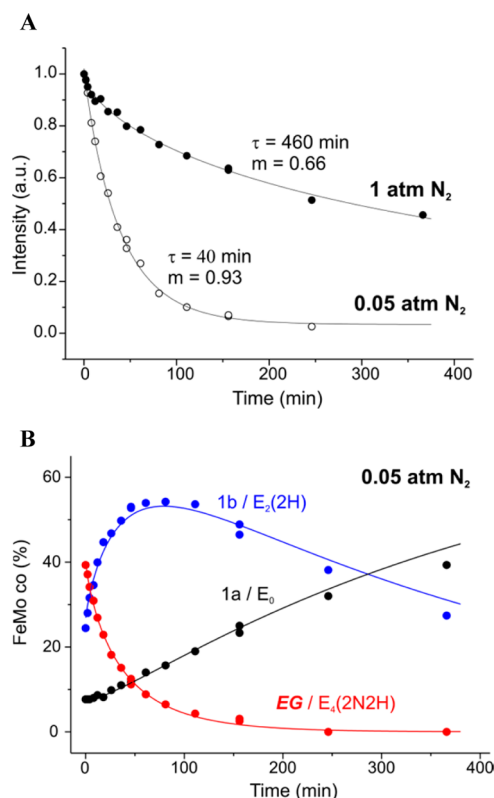 A
1.0
0.8
0.6
0.4
0.2
0.0
Intensity (a.u.)
τ = 460 min
m = 0.66
1 atm N₂
τ = 40 min
m = 0.93
0.05 atm N₂
0 100 200 300 400
Time (min)
B
60
40
20
0
FeMo co (%)
0.05 atm N₂
1b / E₂(2H)
1a / E₀
EG / E₄(2N2H)
0 100 200 300 400
Time (min)